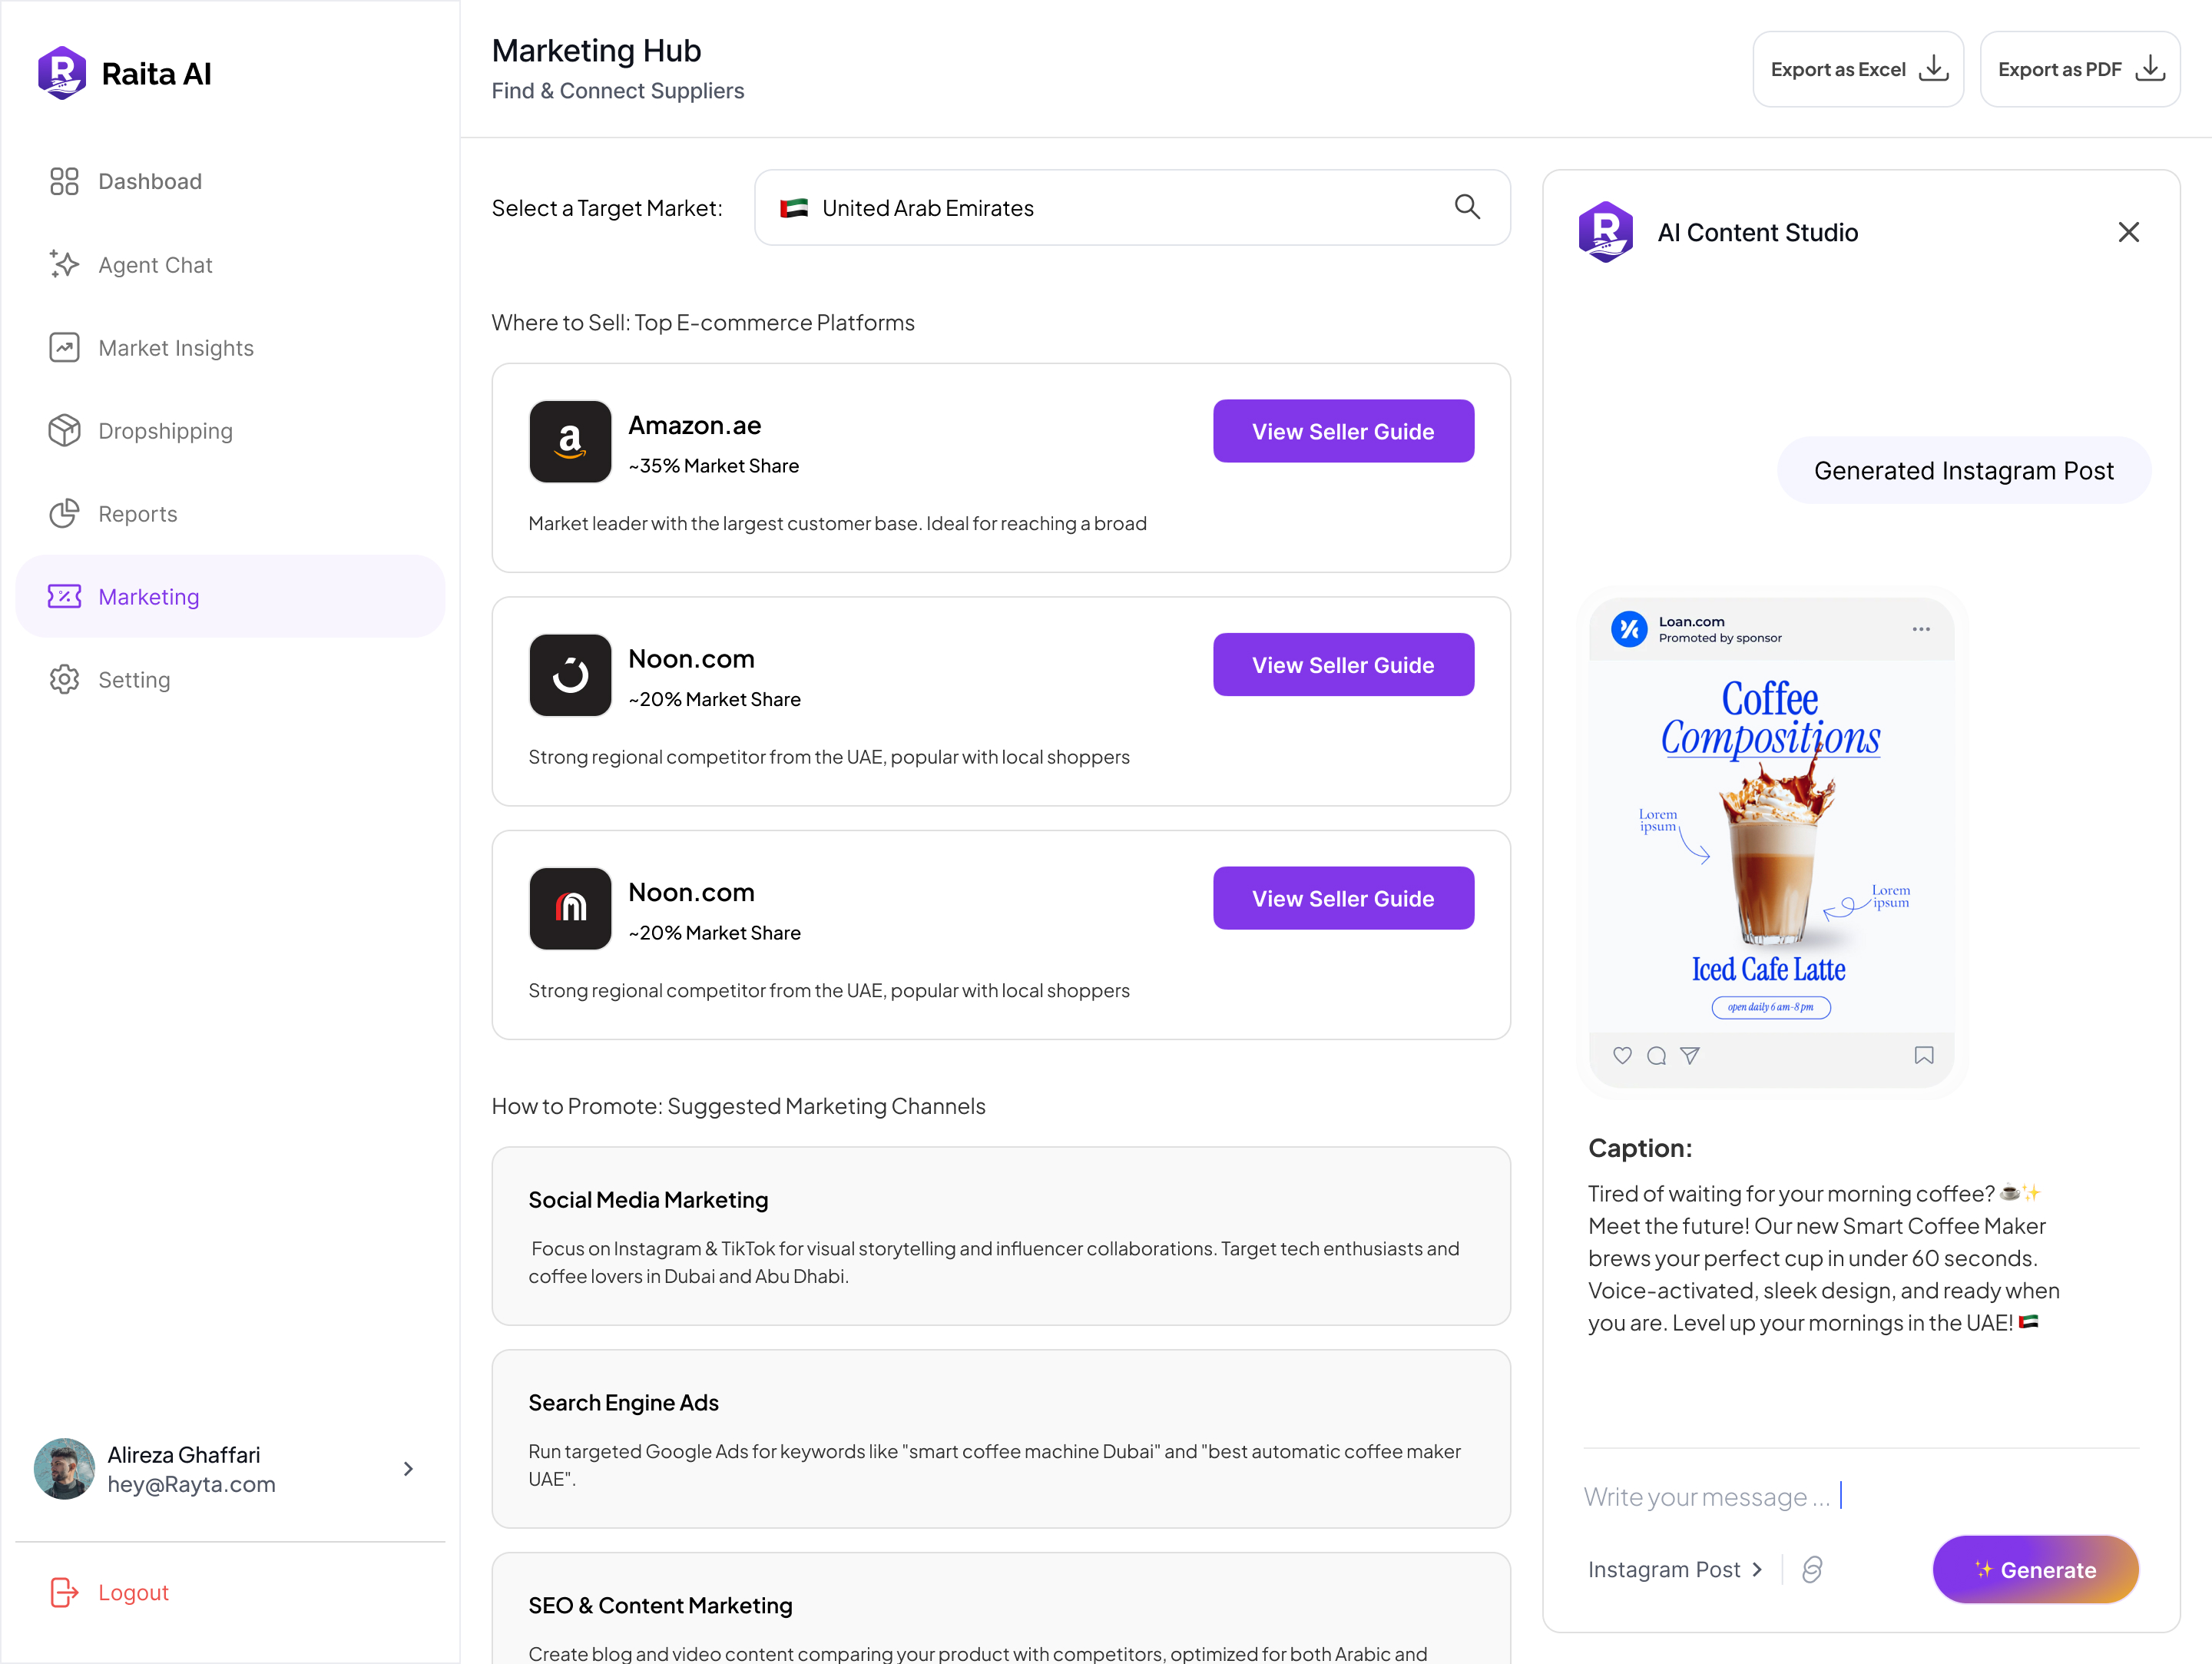 Raita AI
Dashboad
Agent Chat
Market Insights
Dropshipping
Reports
Marketing
Setting
Alireza Ghaffari
hey@Rayta.com
Logout
Marketing Hub
Find & Connect Suppliers
Export as Excel
Export as PDF
Select a Target Market:
🇦🇪 United Arab Emirates
Where to Sell: Top E-commerce Platforms
Amazon.ae
~35% Market Share
View Seller Guide
Market leader with the largest customer base. Ideal for reaching a broad
Noon.com
~20% Market Share
View Seller Guide
Strong regional competitor from the UAE, popular with local shoppers
Noon.com
~20% Market Share
View Seller Guide
Strong regional competitor from the UAE, popular with local shoppers
How to Promote: Suggested Marketing Channels
Social Media Marketing
Focus on Instagram & TikTok for visual storytelling and influencer collaborations. Target tech enthusiasts and
coffee lovers in Dubai and Abu Dhabi.
Search Engine Ads
Run targeted Google Ads for keywords like "smart coffee machine Dubai" and "best automatic coffee maker
UAE".
SEO & Content Marketing
Create blog and video content comparing your product with competitors, optimized for both Arabic and
AI Content Studio
Generated Instagram Post
Loan.com
Promoted by sponsor
Coffee
Compositions
Lorem
ipsum
Lorem
ipsum
Iced Cafe Latte
open daily 6 am-8 pm
Caption:
Tired of waiting for your morning coffee? ☕✨
Meet the future! Our new Smart Coffee Maker
brews your perfect cup in under 60 seconds.
Voice-activated, sleek design, and ready when
you are. Level up your mornings in the UAE! 🇦🇪
Write your message ...
Instagram Post
✨ Generate